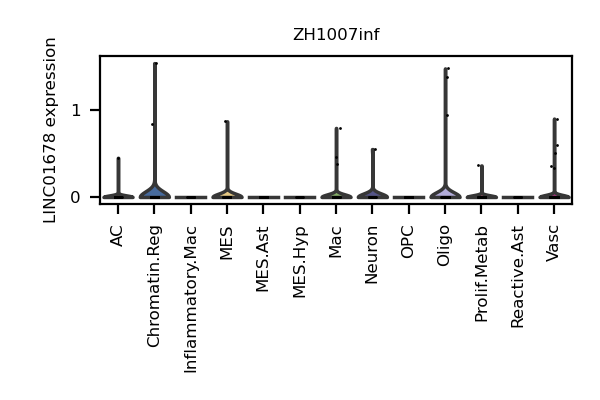 ZH1007inf
LINC01678 expression
1
0
AC
Chromatin.Reg
Inflammatory.Mac
MES
MES.Ast
MES.Hyp
Mac
Neuron
OPC
Oligo
Prolif.Metab
Reactive.Ast
Vasc